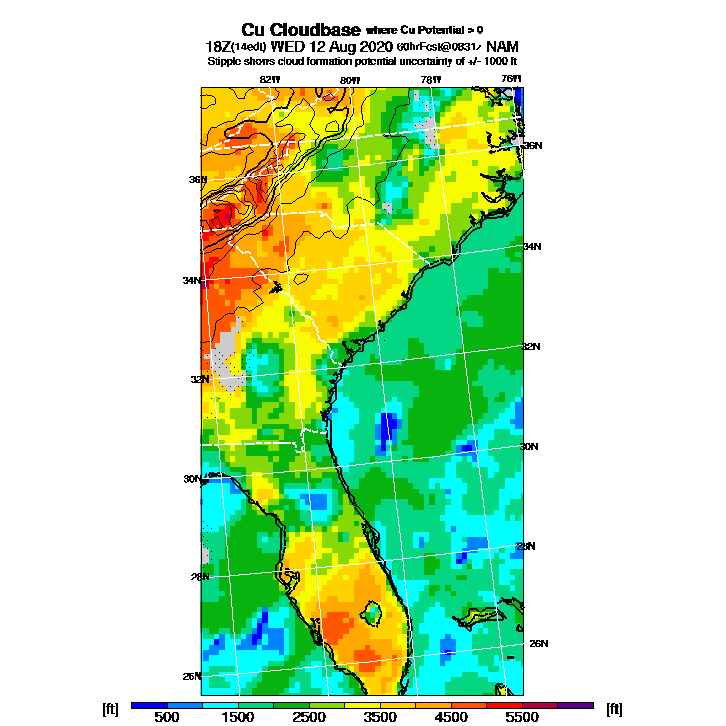 Cu Cloudbase where Cu Potential > 0
18Z(14edt) WED 12 Aug 2020 60hrFcst@0831z NAM
Stipple shows cloud formation potential uncertainty of +/- 1000 ft
82W 80W 78W 76W
36N
36N
34N
34N
32N
32N
30N
30N
28N
28N
26N
26N
[ft] 500 1500 2500 3500 4500 5500 [ft]